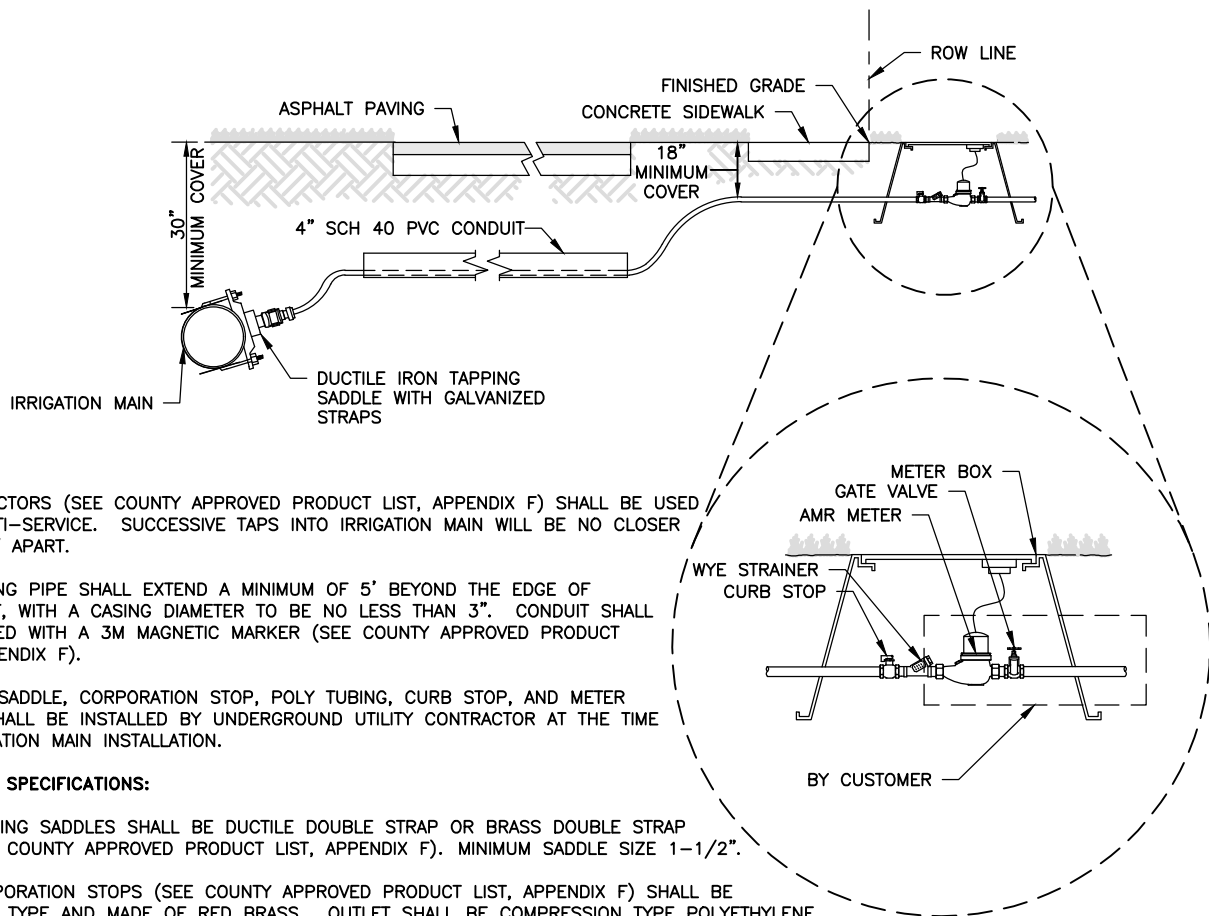 ROW LINE
FINISHED GRADE
ASPHALT PAVING
CONCRETE SIDEWALK
30"
MINIMUM COVER
18"
MINIMUM
COVER
4" SCH 40 PVC CONDUIT
IRRIGATION MAIN
DUCTILE IRON TAPPING
SADDLE WITH GALVANIZED
STRAPS
METER BOX
GATE VALVE
AMR METER
WYE STRAINER
CURB STOP
BY CUSTOMER
CTORS (SEE COUNTY APPROVED PRODUCT LIST, APPENDIX F) SHALL BE USED
TI-SERVICE. SUCCESSIVE TAPS INTO IRRIGATION MAIN WILL BE NO CLOSER
APART.
NG PIPE SHALL EXTEND A MINIMUM OF 5' BEYOND THE EDGE OF
, WITH A CASING DIAMETER TO BE NO LESS THAN 3". CONDUIT SHALL
ED WITH A 3M MAGNETIC MARKER (SEE COUNTY APPROVED PRODUCT
ENDIX F).
SADDLE, CORPORATION STOP, POLY TUBING, CURB STOP, AND METER
HALL BE INSTALLED BY UNDERGROUND UTILITY CONTRACTOR AT THE TIME
ATION MAIN INSTALLATION.
SPECIFICATIONS:
ING SADDLES SHALL BE DUCTILE DOUBLE STRAP OR BRASS DOUBLE STRAP
COUNTY APPROVED PRODUCT LIST, APPENDIX F). MINIMUM SADDLE SIZE 1-1/2".
PORATION STOPS (SEE COUNTY APPROVED PRODUCT LIST, APPENDIX F) SHALL BE
TYPE AND MADE OF RED BRASS. OUTLET SHALL BE COMPRESSION TYPE POLYETHYLENE